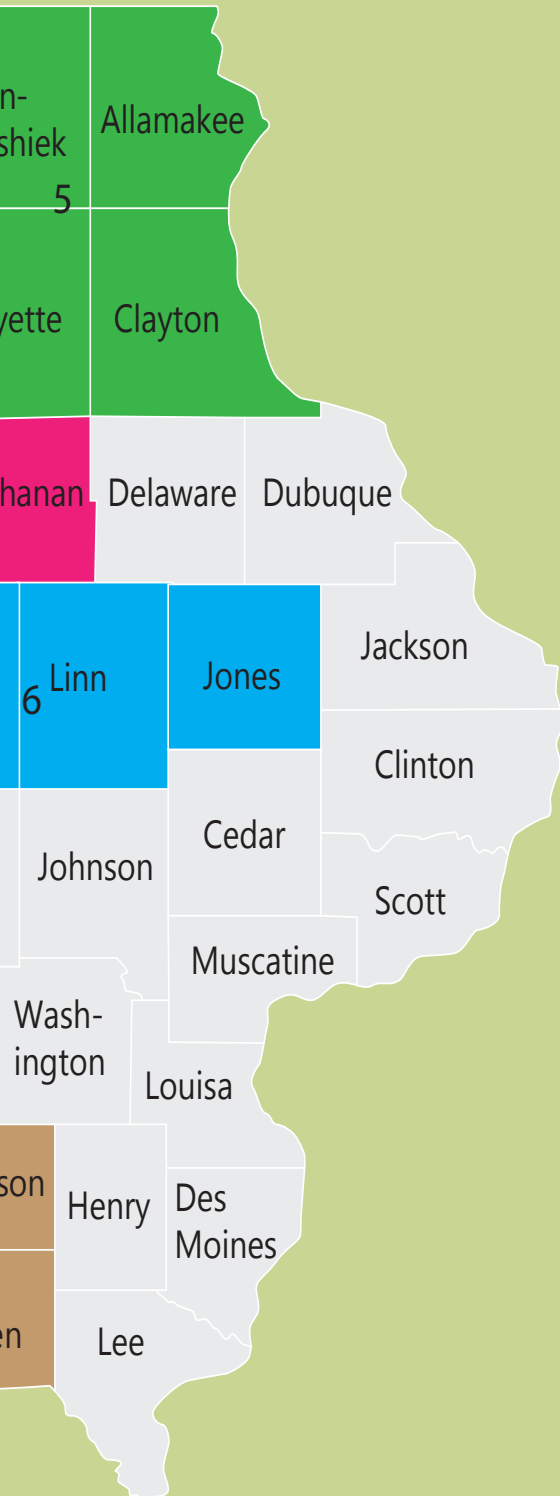 n-
shiek
Allamakee
5
yette
Clayton
hanan
Delaware
Dubuque
Linn
6
Jones
Jackson
Clinton
Cedar
Johnson
Scott
Muscatine
Wash-
ington
Louisa
son
Henry
Des
Moines
en
Lee